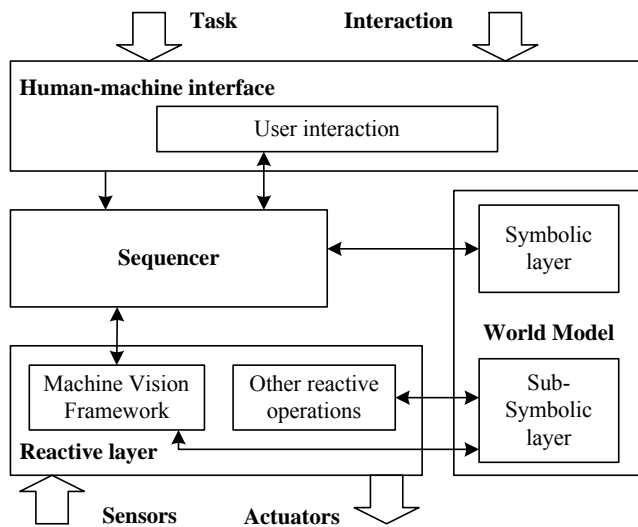 Task
Interaction
Human-machine interface
User interaction
Sequencer
Symbolic
layer
World Model
Machine Vision
Framework
Other reactive
operations
Sub-
Symbolic
layer
Reactive layer
Sensors
Actuators